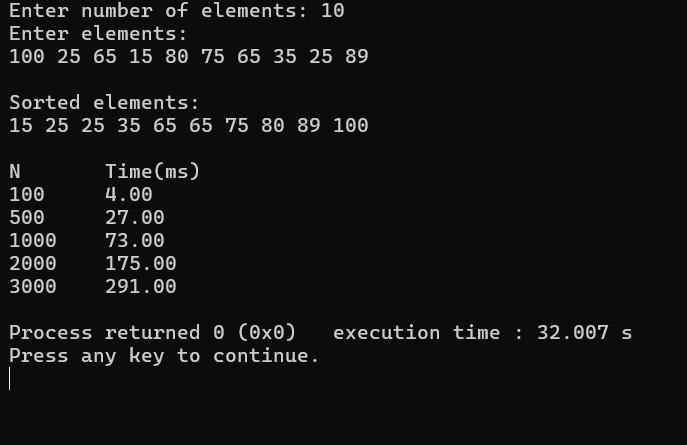 Enter number of elements: 10
Enter elements:
100 25 65 15 80 75 65 35 25 89
Sorted elements:
15 25 25 35 65 65 75 80 89 100
N       Time(ms)
100     4.00
500     27.00
1000    73.00
2000    175.00
3000    291.00
Process returned 0 (0x0)   execution time : 32.007 s
Press any key to continue.